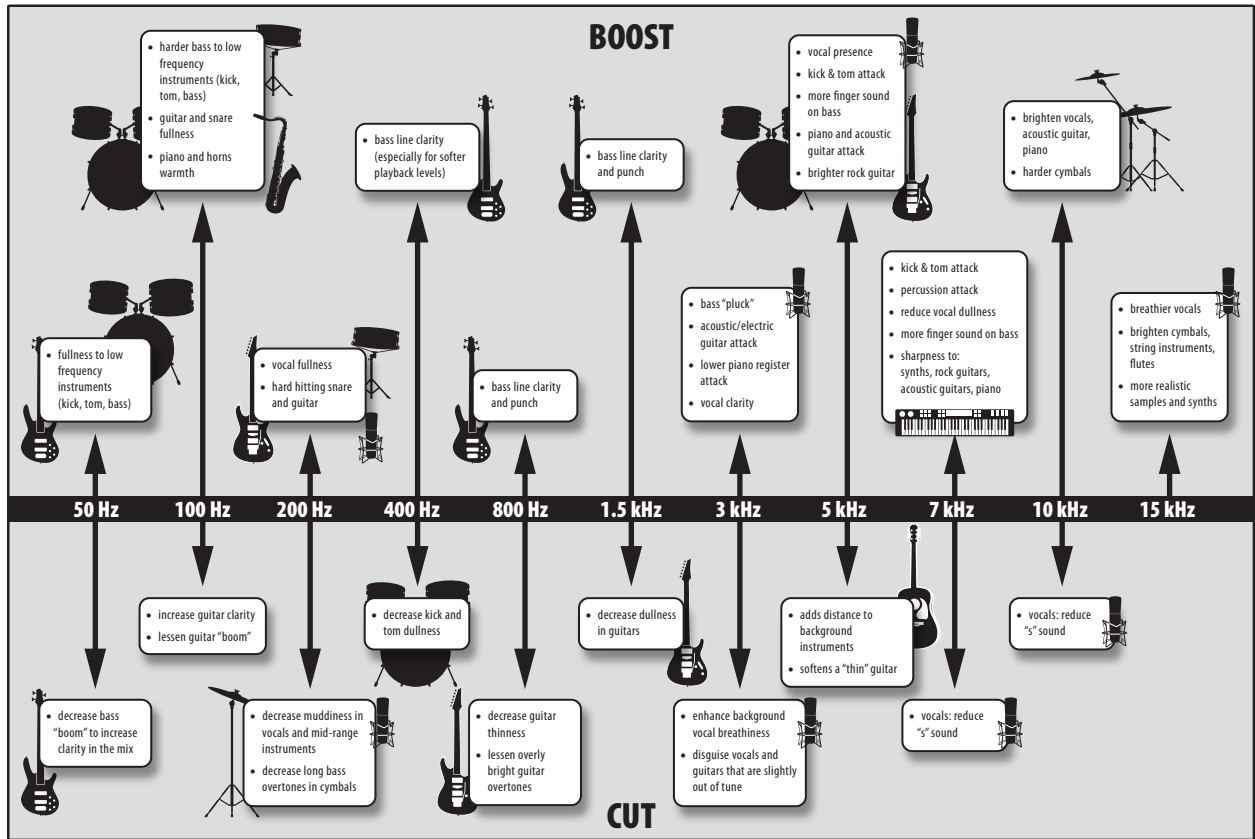 BOOST
• harder bass to low
frequency
instruments (kick,
tom, bass)
• guitar and snare
fullness
• piano and horns
warmth
• bass line clarity
(especially for softer
playback levels)
• bass line clarity
and punch
• vocal presence
• kick & tom attack
• more finger sound
on bass
• piano and acoustic
guitar attack
• brighter rock guitar
• brighten vocals,
acoustic guitar,
piano
• harder cymbals
• fullness to low
frequency
instruments
(kick, tom, bass)
• vocal fullness
• hard hitting snare
and guitar
• bass line clarity
and punch
• bass “pluck”
• acoustic/electric
guitar attack
• lower piano register
attack
• vocal clarity
• kick & tom attack
• percussion attack
• reduce vocal dullness
• more finger sound on bass
• sharpness to:
synths, rock guitars,
acoustic guitars, piano
• breathier vocals
• brighten cymbals,
string instruments,
flutes
• more realistic
samples and synths
50 Hz 100 Hz 200 Hz 400 Hz 800 Hz 1.5 kHz 3 kHz 5 kHz 7 kHz 10 kHz 15 kHz
• increase guitar clarity
• lessen guitar “boom”
• decrease kick and
tom dullness
• decrease dullness
in guitars
• adds distance to
background
instruments
• softens a “thin” guitar
• vocals: reduce
“s” sound
• decrease bass
“boom” to increase
clarity in the mix
• decrease muddiness in
vocals and mid-range
instruments
• decrease long bass
overtones in cymbals
• decrease guitar
thinness
• lessen overly
bright guitar
overtones
• enhance background
vocal breathiness
• disguise vocals and
guitars that are slightly
out of tune
• vocals: reduce
“s” sound
CUT